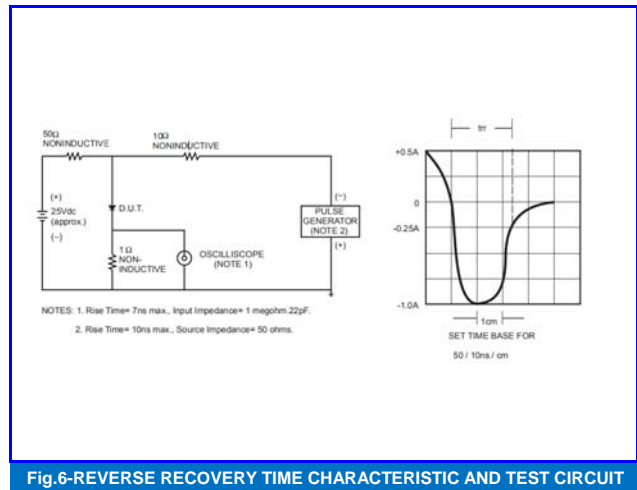 50Ω
NONINDUCTIVE
10Ω
NONINDUCTIVE
(+)
25Vdc
(approx.)
(−)
D.U.T.
1Ω
NON-
INDUCTIVE
OSCILLISCOPE
(NOTE 1)
(−)
PULSE
GENERATOR
(NOTE 2)
(+)
NOTES: 1. Rise Time= 7ns max., Input Impedance= 1 megohm.22pF.
2. Rise Time= 10ns max., Source Impedance= 50 ohms.
trr
+0.5A
0
-0.25A
-1.0A
1cm
SET TIME BASE FOR
50 / 10ns / cm
Fig.6-REVERSE RECOVERY TIME CHARACTERISTIC AND TEST CIRCUIT